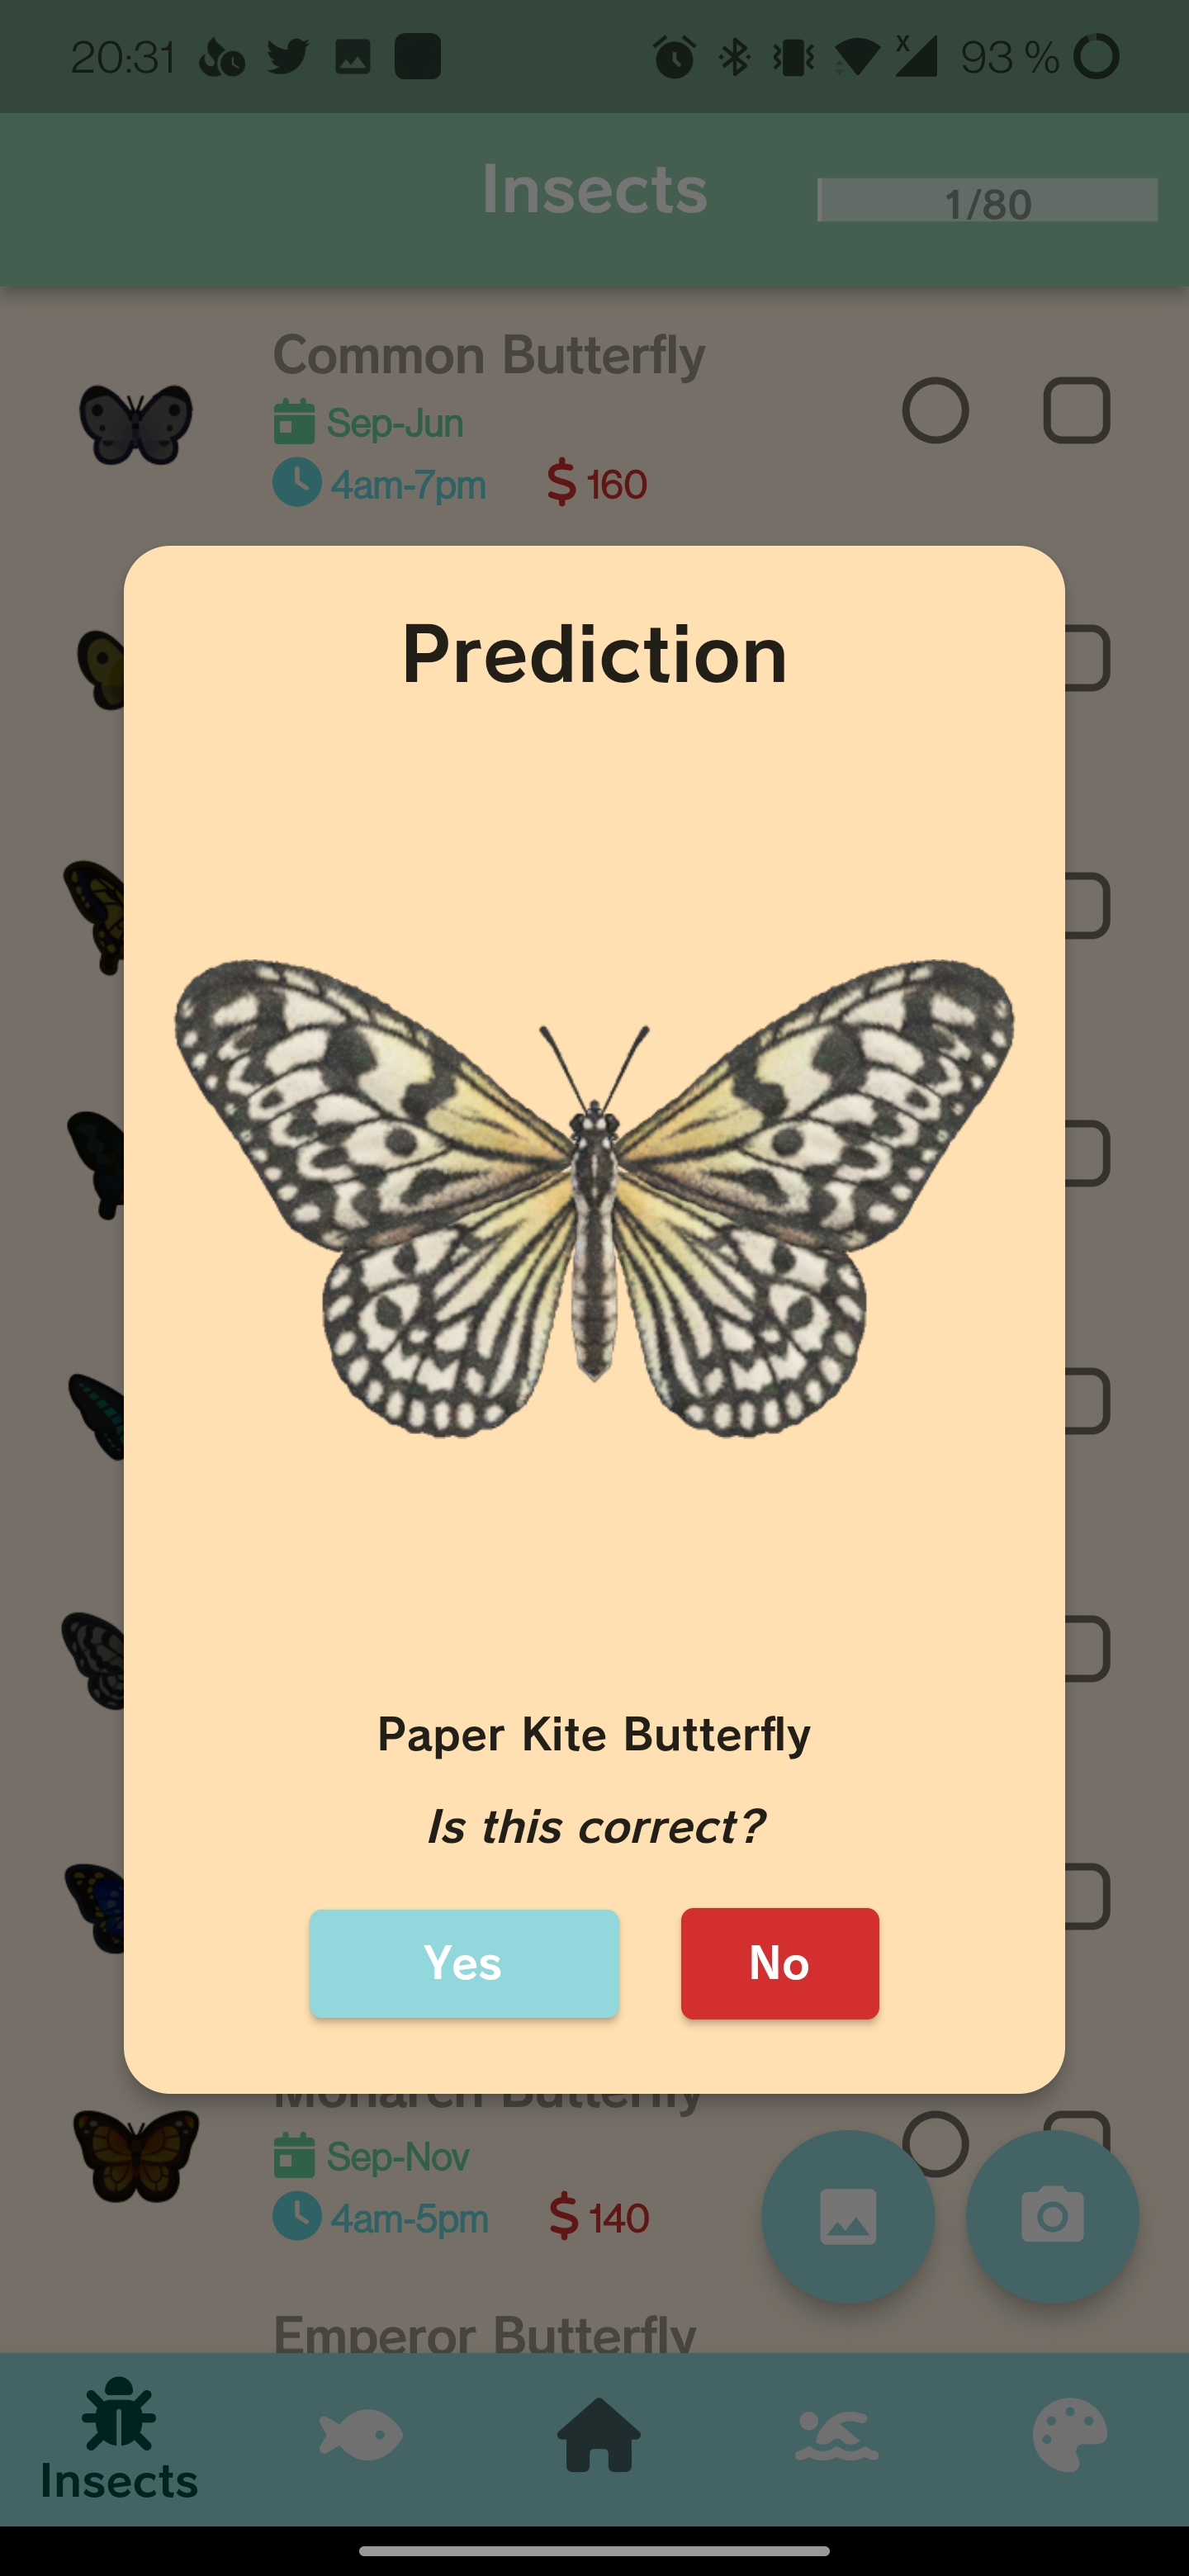 20:31
93 %
Insects
1/80
Common Butterfly
Sep-Jun
4am-7pm $ 160
Prediction
Paper Kite Butterfly
Is this correct?
Yes No
Monarch Butterfly
Sep-Nov
4am-5pm $ 140
Emperor Butterfly
Insects